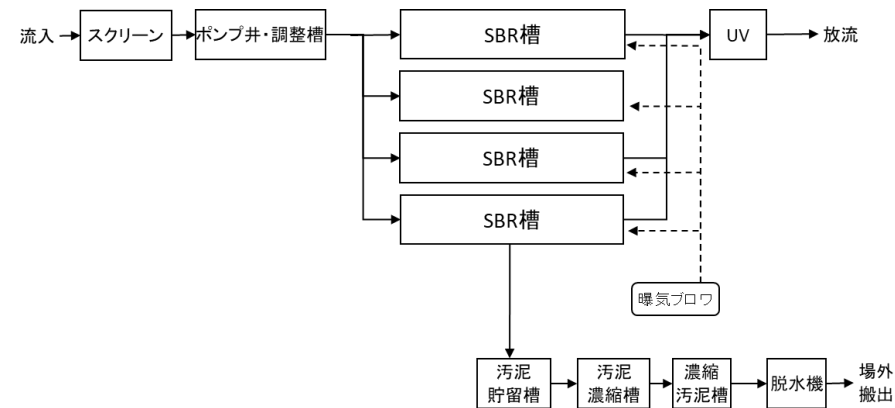 流入
スクリーン
ポンプ井・調整槽
SBR槽
UV
放流
SBR槽
SBR槽
SBR槽
曝気ブロワ
汚泥
貯留槽
汚泥
濃縮槽
濃縮
汚泥槽
脱水機
場外
搬出